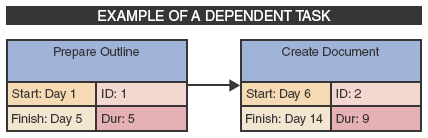 EXAMPLE OF A DEPENDENT TASK
Prepare Outline
Start: Day 1
ID: 1
Finish: Day 5
Dur: 5
Create Document
Start: Day 6
ID: 2
Finish: Day 14
Dur: 9